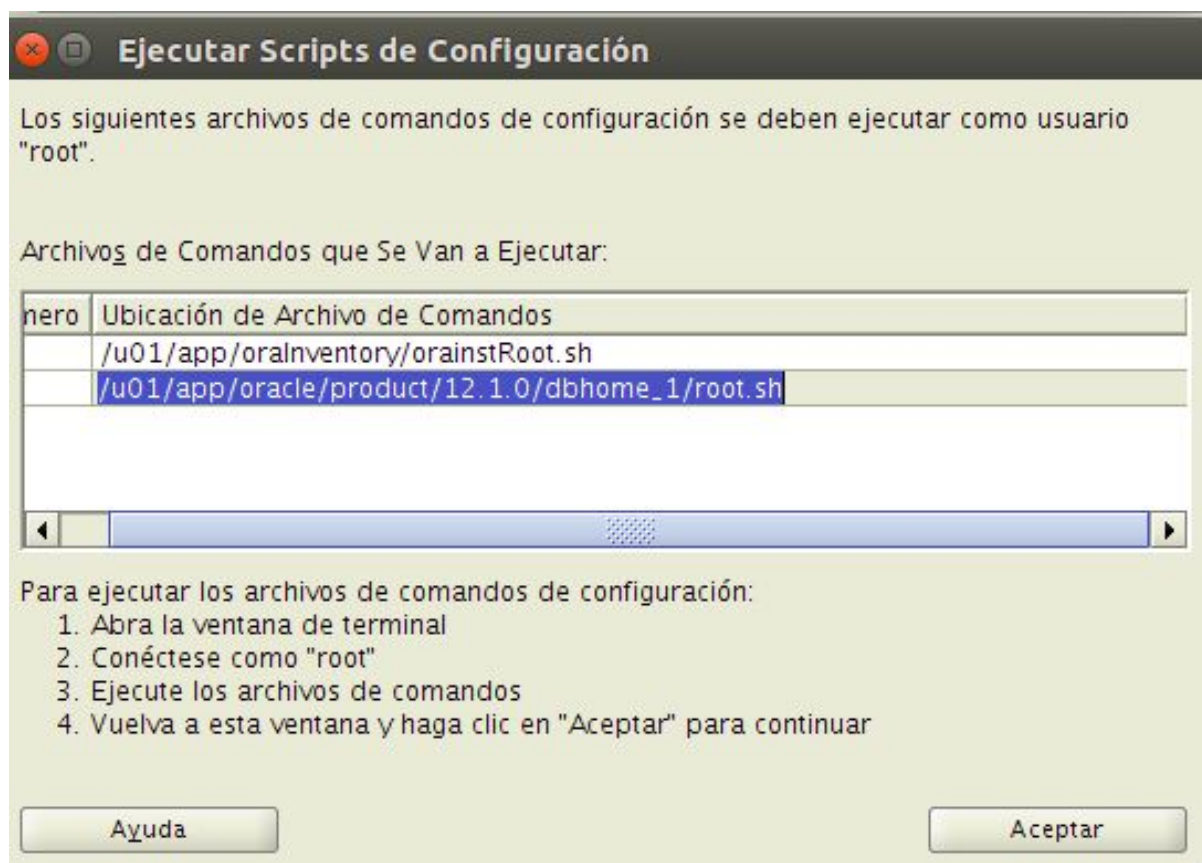 Ejecutar Scripts de Configuración
Los siguientes archivos de comandos de configuración se deben ejecutar como usuario
"root".
Archivos de Comandos que Se Van a Ejecutar:
nero Ubicación de Archivo de Comandos
/u01/app/oraInventory/orainstRoot.sh
/u01/app/oracle/product/12.1.0/dbhome_1/root.sh
Para ejecutar los archivos de comandos de configuración:
1. Abra la ventana de terminal
2. Conéctese como "root"
3. Ejecute los archivos de comandos
4. Vuelva a esta ventana y haga clic en "Aceptar" para continuar
Ayuda Aceptar